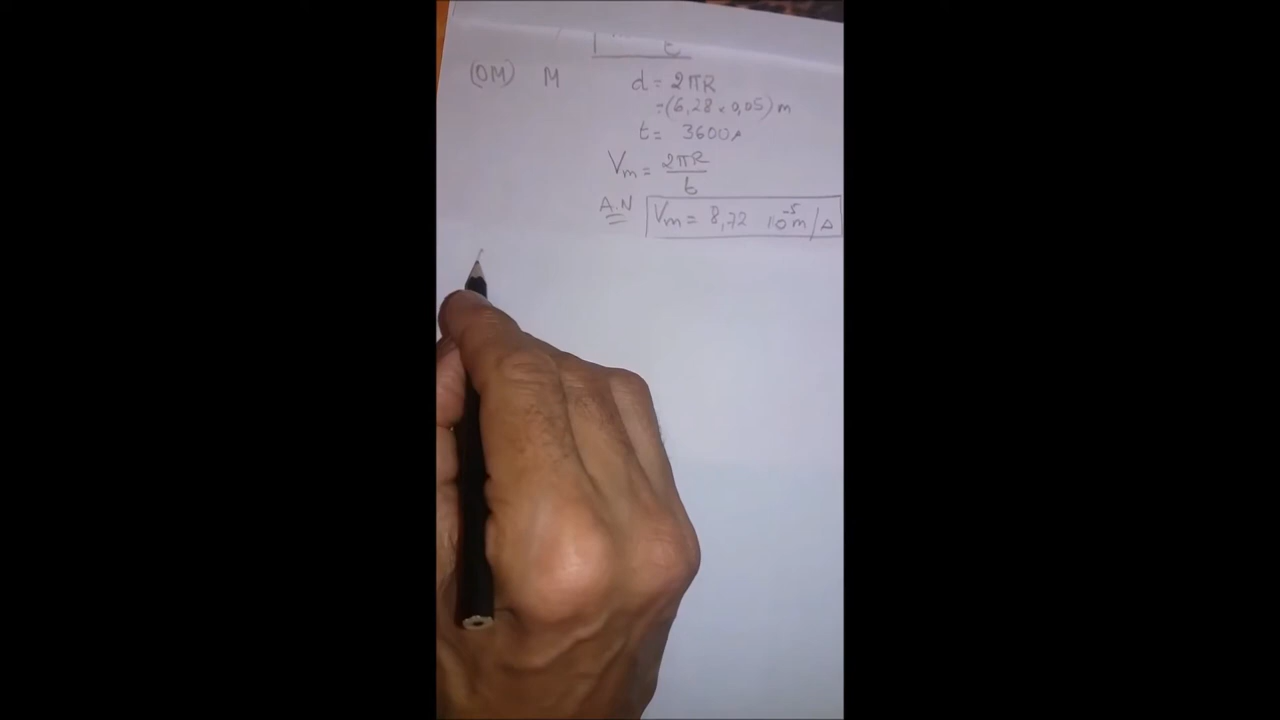 (OM) M d = 2πR
= (6,28 × 0,05) m
t = 3600 s
Vm = 2πR / t
A.N Vm = 8,72 10⁻⁵ m/s